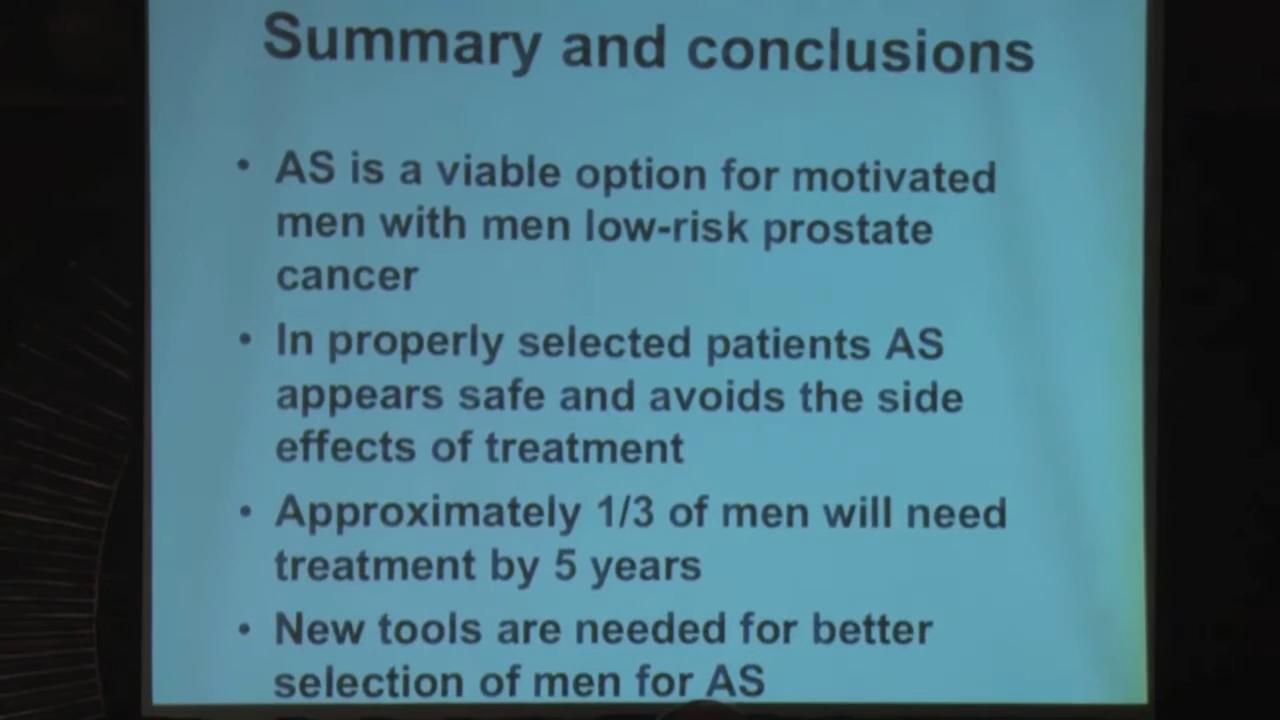 Summary and conclusions
• AS is a viable option for motivated
men with men low-risk prostate
cancer
• In properly selected patients AS
appears safe and avoids the side
effects of treatment
• Approximately 1/3 of men will need
treatment by 5 years
• New tools are needed for better
selection of men for AS